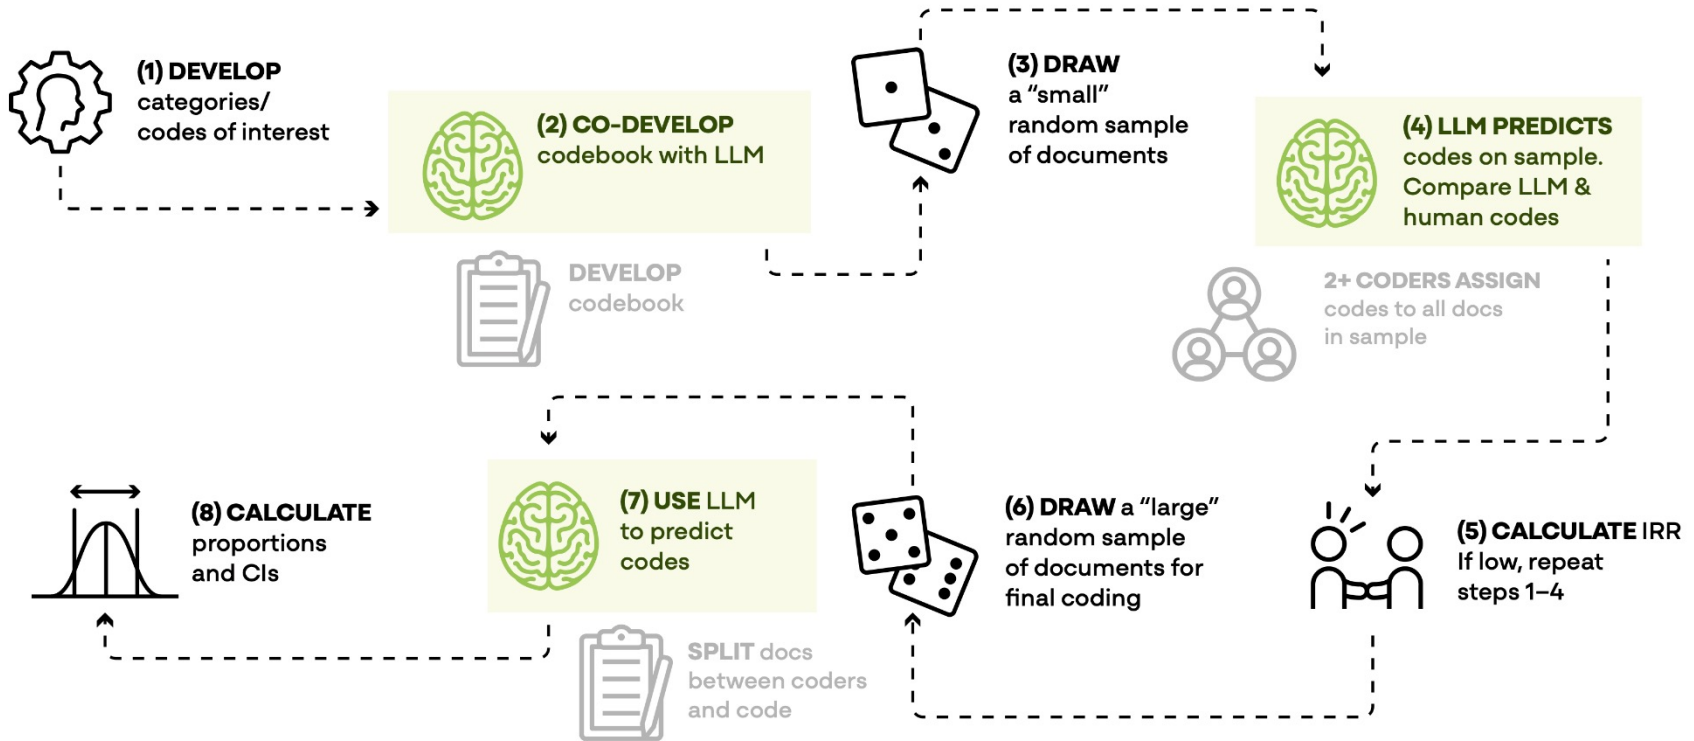 (1) DEVELOP
categories/
codes of interest
(2) CO-DEVELOP
codebook with LLM
DEVELOP
codebook
(3) DRAW
a “small”
random sample
of documents
(4) LLM PREDICTS
codes on sample.
Compare LLM &
human codes
2+ CODERS ASSIGN
codes to all docs
in sample
(5) CALCULATE IRR
If low, repeat
steps 1–4
(6) DRAW a “large”
random sample
of documents for
final coding
(7) USE LLM
to predict
codes
SPLIT docs
between coders
and code
(8) CALCULATE
proportions
and CIs